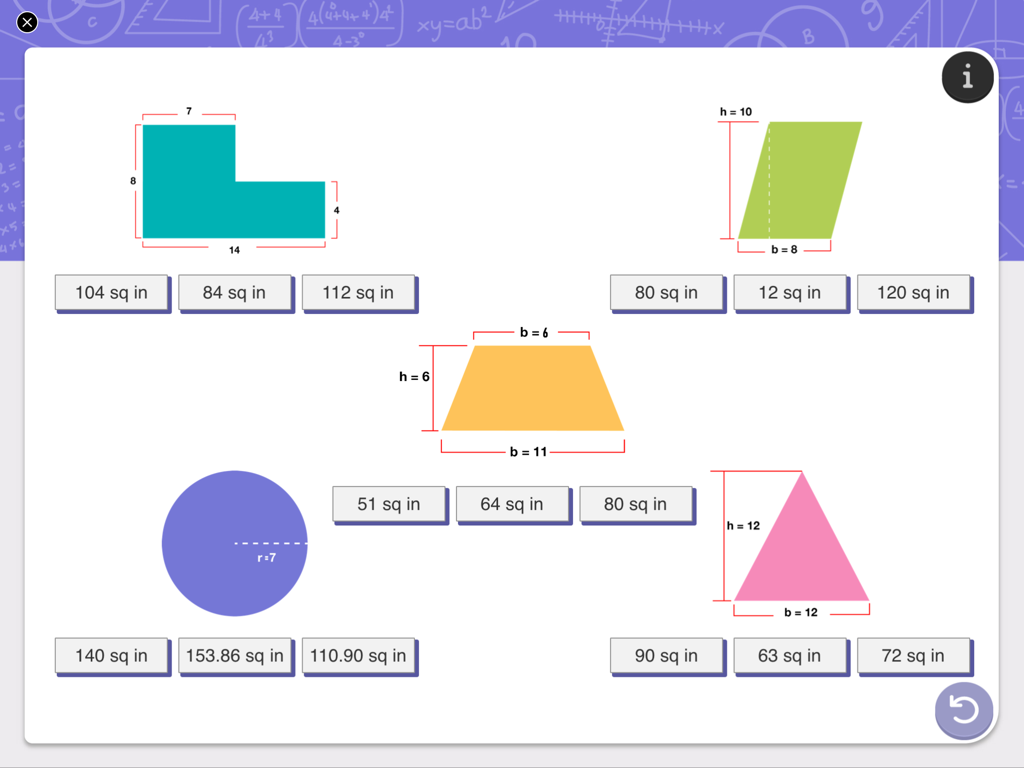 7
8
4
14
104 sq in
84 sq in
112 sq in
h = 10
b = 8
80 sq in
12 sq in
120 sq in
b = 6
h = 6
b = 11
51 sq in
64 sq in
80 sq in
r=7
140 sq in
153.86 sq in
110.90 sq in
h = 12
b = 12
90 sq in
63 sq in
72 sq in
i
xy=ab²
B
C
9